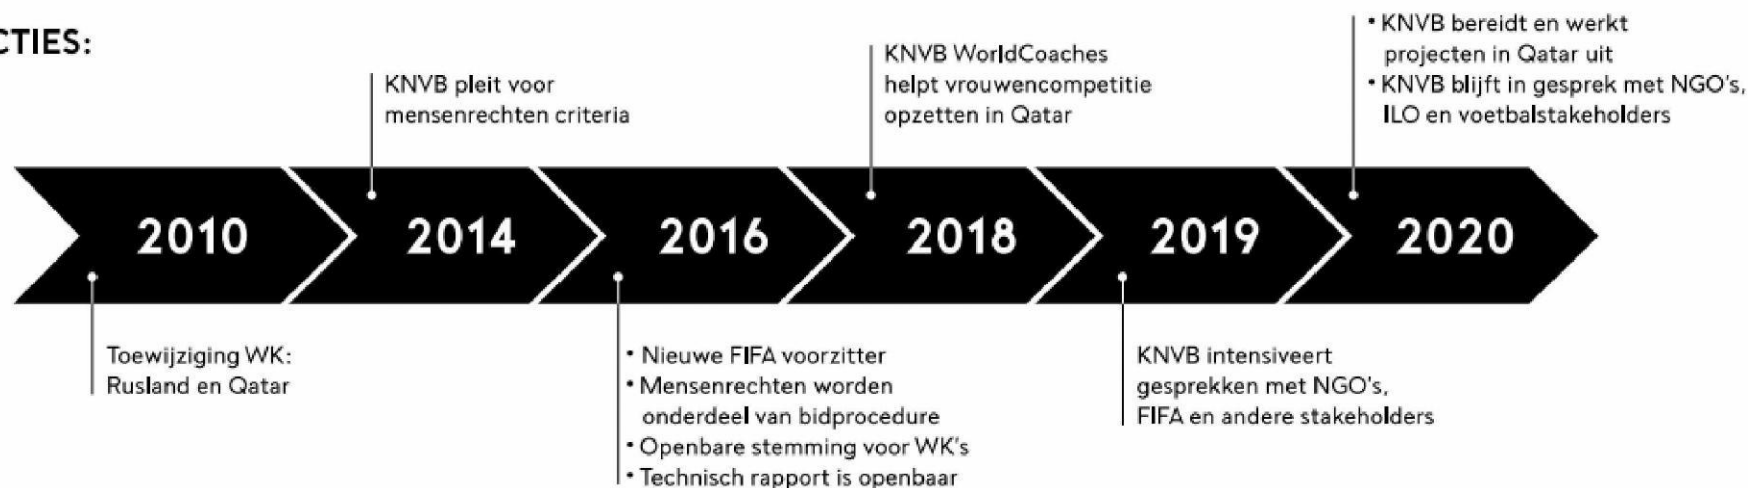 CTIES:
KNVB pleit voor
mensenrechten criteria
KNVB WorldCoaches
helpt vrouwencompetitie
opzetten in Qatar
• KNVB bereidt en werkt
projecten in Qatar uit
• KNVB blijft in gesprek met NGO's,
ILO en voetbalstakeholders
2010
2014
2016
2018
2019
2020
Toewijziging WK:
Rusland en Qatar
• Nieuwe FIFA voorzitter
• Mensenrechten worden
onderdeel van bidprocedure
• Openbare stemming voor WK's
• Technisch rapport is openbaar
KNVB intensiveert
gesprekken met NGO's,
FIFA en andere stakeholders